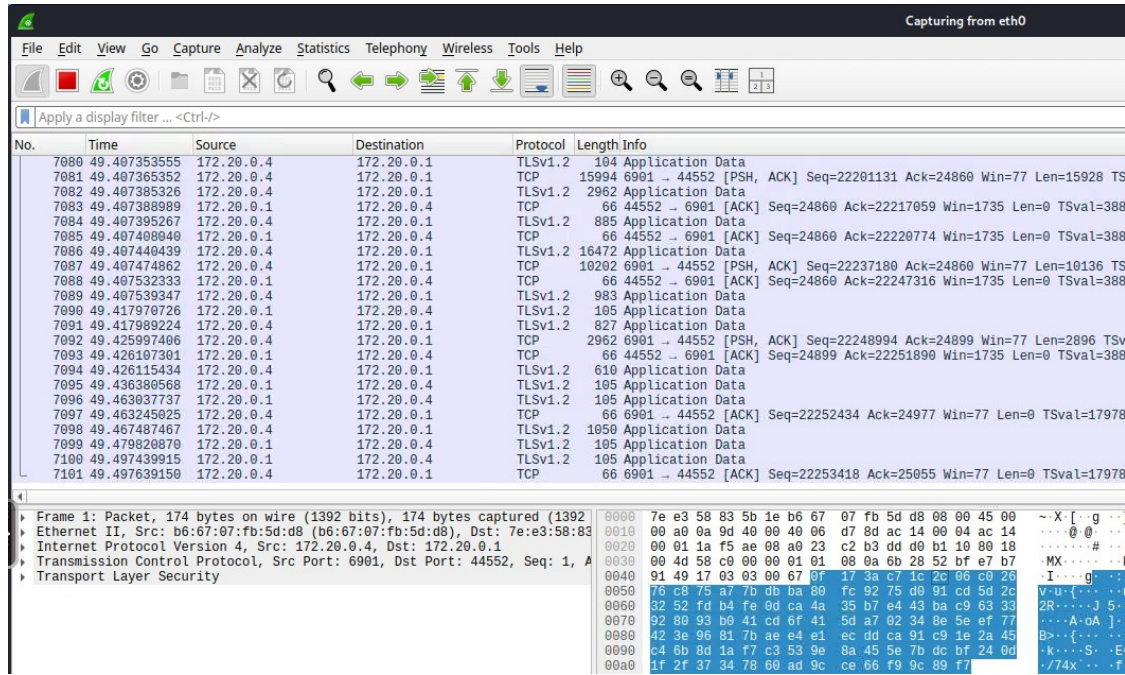 Capturing from eth0
File Edit View Go Capture Analyze Statistics Telephony Wireless Tools Help
Apply a display filter ... <Ctrl-/>
No. Time Source Destination Protocol Length Info
7080 49.407353555 172.20.0.4 172.20.0.1 TLSv1.2 104 Application Data
7081 49.407365352 172.20.0.4 172.20.0.1 TCP 15994 6901 → 44552 [PSH, ACK] Seq=22201131 Ack=24860 Win=77 Len=15928 TS
7082 49.407385326 172.20.0.4 172.20.0.1 TLSv1.2 2962 Application Data
7083 49.407388989 172.20.0.1 172.20.0.4 TCP 66 44552 → 6901 [ACK] Seq=24860 Ack=22217059 Win=1735 Len=0 TSval=388
7084 49.407395267 172.20.0.4 172.20.0.1 TLSv1.2 885 Application Data
7085 49.407408040 172.20.0.1 172.20.0.4 TCP 66 44552 → 6901 [ACK] Seq=24860 Ack=22220774 Win=1735 Len=0 TSval=388
7086 49.407440439 172.20.0.4 172.20.0.1 TLSv1.2 16472 Application Data
7087 49.407474862 172.20.0.4 172.20.0.1 TCP 10202 6901 → 44552 [PSH, ACK] Seq=22237180 Ack=24860 Win=77 Len=10136 TS
7088 49.407532333 172.20.0.1 172.20.0.4 TCP 66 44552 → 6901 [ACK] Seq=24860 Ack=22247316 Win=1735 Len=0 TSval=388
7089 49.407539347 172.20.0.4 172.20.0.1 TLSv1.2 983 Application Data
7090 49.417970726 172.20.0.1 172.20.0.4 TLSv1.2 105 Application Data
7091 49.417989224 172.20.0.4 172.20.0.1 TLSv1.2 827 Application Data
7092 49.425997406 172.20.0.4 172.20.0.1 TCP 2962 6901 → 44552 [PSH, ACK] Seq=22248994 Ack=24899 Win=77 Len=2896 TSv
7093 49.426107301 172.20.0.1 172.20.0.4 TCP 66 44552 → 6901 [ACK] Seq=24899 Ack=22251890 Win=1735 Len=0 TSval=388
7094 49.426115434 172.20.0.4 172.20.0.1 TLSv1.2 610 Application Data
7095 49.436380568 172.20.0.1 172.20.0.4 TLSv1.2 105 Application Data
7096 49.463037737 172.20.0.1 172.20.0.4 TLSv1.2 105 Application Data
7097 49.463245025 172.20.0.4 172.20.0.1 TCP 66 6901 → 44552 [ACK] Seq=22252434 Ack=24977 Win=77 Len=0 TSval=17978
7098 49.467487467 172.20.0.4 172.20.0.1 TLSv1.2 1050 Application Data
7099 49.479820870 172.20.0.1 172.20.0.4 TLSv1.2 105 Application Data
7100 49.497439915 172.20.0.1 172.20.0.4 TLSv1.2 105 Application Data
7101 49.497639150 172.20.0.4 172.20.0.1 TCP 66 6901 → 44552 [ACK] Seq=22253418 Ack=25055 Win=77 Len=0 TSval=17978
Frame 1: Packet, 174 bytes on wire (1392 bits), 174 bytes captured (1392
Ethernet II, Src: b6:67:07:fb:5d:d8 (b6:67:07:fb:5d:d8), Dst: 7e:e3:58:83
Internet Protocol Version 4, Src: 172.20.0.4, Dst: 172.20.0.1
Transmission Control Protocol, Src Port: 6901, Dst Port: 44552, Seq: 1, A
Transport Layer Security
0000 7e e3 58 83 5b 1e b6 67 07 fb 5d d8 08 00 45 00 ~·X·[··g ··]
0010 00 a0 0a 9d 40 00 40 06 d7 8d ac 14 00 04 ac 14 ····@·@·
0020 00 01 1a f5 ae 08 a0 23 c2 b3 dd d0 b1 10 80 18 ·······#
0030 00 4d 58 c0 00 00 01 01 08 0a 6b 28 52 bf e7 b7 ·MX·····
0040 91 49 17 03 03 00 67 0f 17 3a c7 1c 2c 06 c0 26 ·I····g· ·:
0050 76 c8 75 a7 7b db ba 80 fc 92 75 d0 91 cd 5d 2c v·u·{···
0060 32 52 fd b4 fe 0d ca 4a 35 b7 e4 43 ba c9 63 33 2R·····J 5·
0070 92 80 93 b0 41 cd 6f 41 5d a7 02 34 8e 5e ef 77 ····A·oA ]·
0080 42 3e 96 81 7b ae e4 e1 ec dd ca 91 c9 1e 2a 45 B>··{···
0090 c4 6b 8d 1a f7 c3 53 9e 8a 45 5e 7b dc bf 24 0d ·k····S· ·E
00a0 1f 2f 37 34 78 60 ad 9c ce 66 f9 9c 89 f7 ·/74x`·· ·f